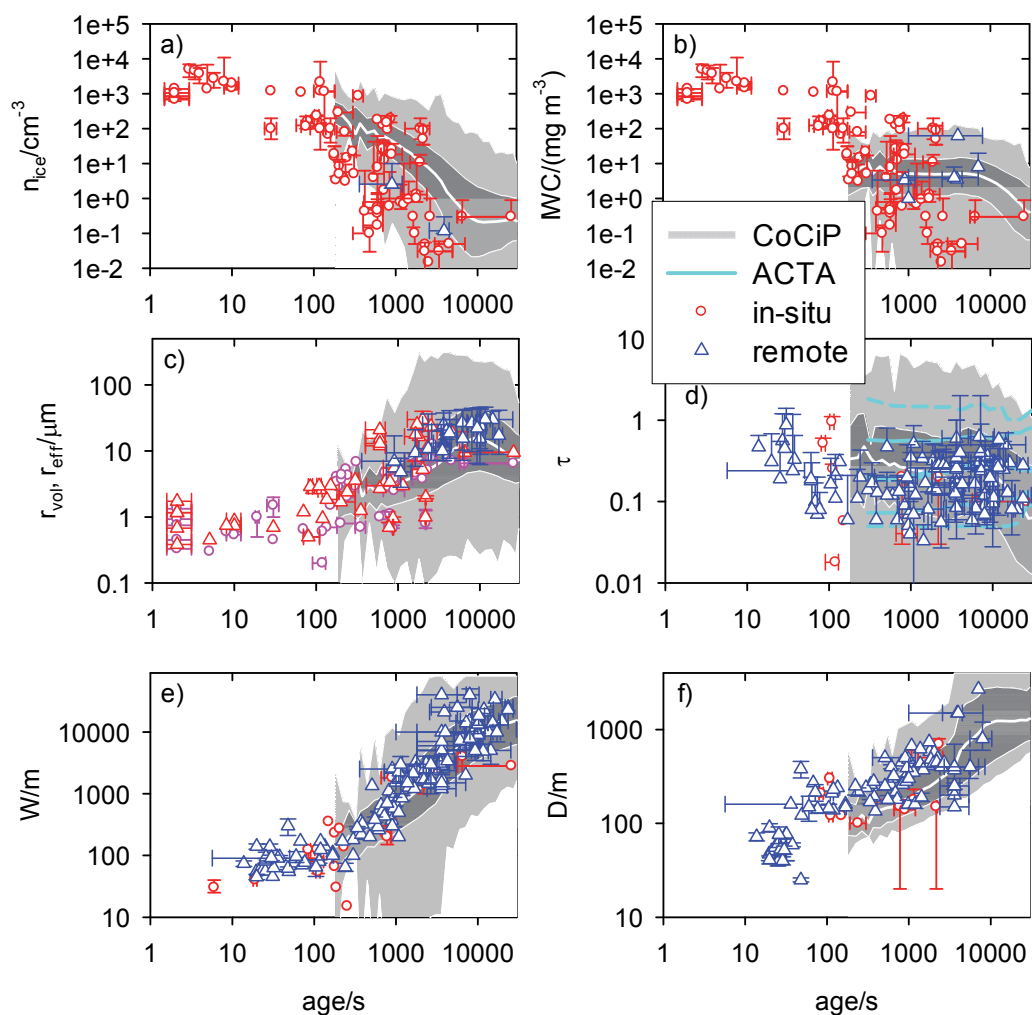 a)
1e+5
1e+4
1e+3
1e+2
1e+1
1e+0
1e-1
1e-2
n_ice/cm⁻³
1 10 100 1000 10000
b)
1e+5
1e+4
1e+3
1e+2
1e+1
1e+0
1e-1
1e-2
IWC/(mg m⁻³)
1 10 100 1000 10000
CoCiP
ACTA
in-situ
remote
c)
100
10
1
0.1
r_vol, r_eff/µm
1 10 100 1000 10000
d)
10
1
0.1
0.01
τ
1 10 100 1000 10000
e)
10000
1000
100
10
W/m
1 10 100 1000 10000
age/s
f)
1000
100
10
D/m
1 10 100 1000 10000
age/s